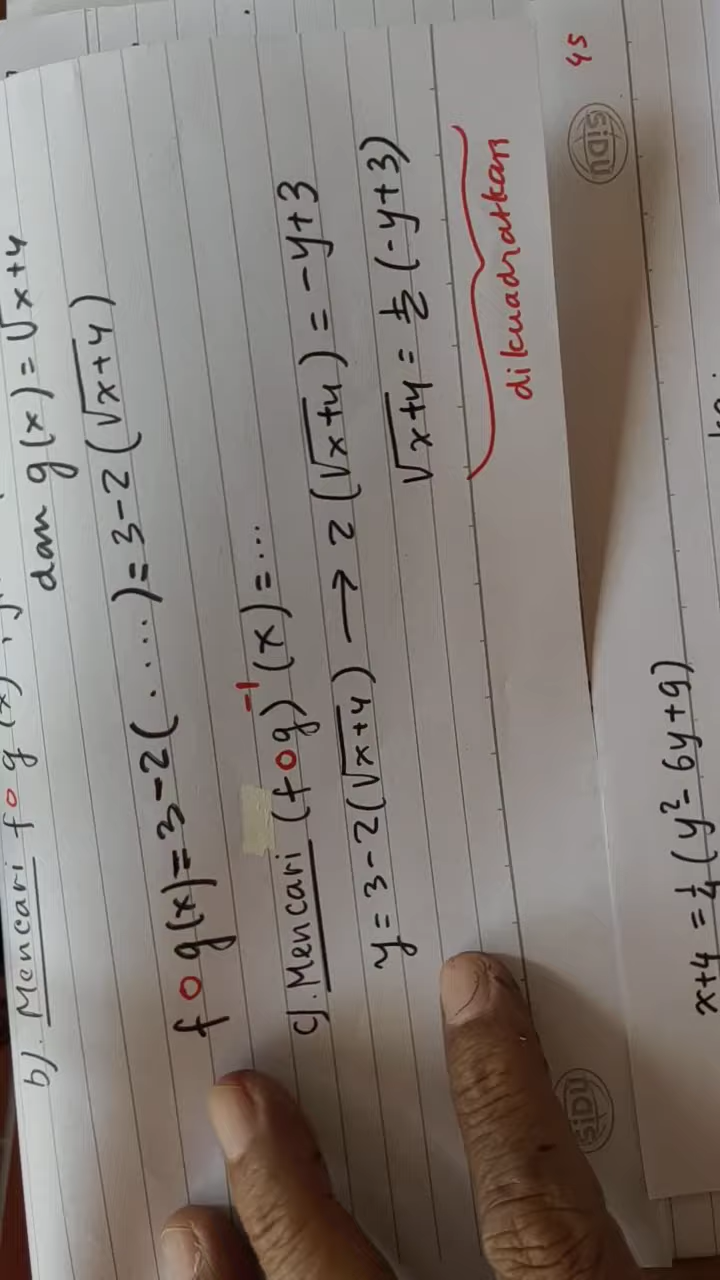 b). Mencari f o g (x)
dan g(x) = √x+4
f o g(x) = 3-2(....) = 3-2(√x+4)
c). Mencari (f o g)⁻¹(x) = ...
y = 3-2(√x+4) → 2(√x+4) = -y+3
√x+4 = ½ (-y+3)
dikuadratkan
45
SiDU
SiDU
x+4 = ¼ (y² - 6y+9)